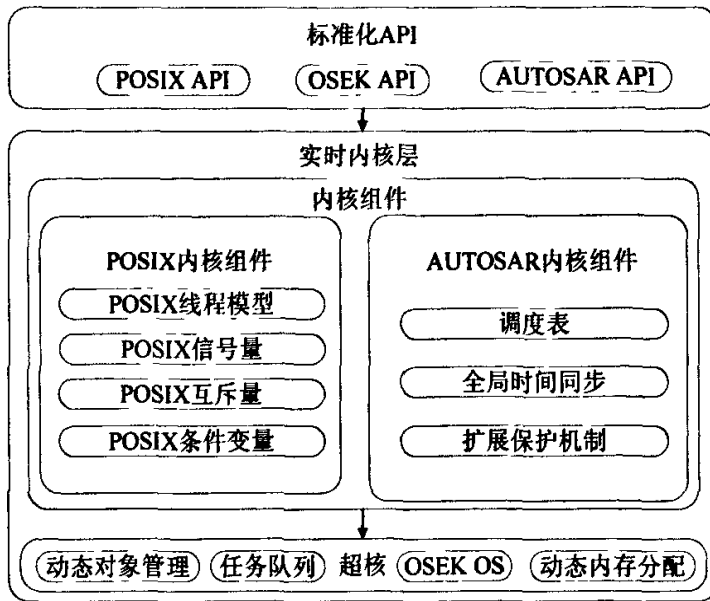 标准化API
POSIX API OSEK API AUTOSAR API
实时内核层
内核组件
POSIX内核组件
POSIX线程模型
POSIX信号量
POSIX互斥量
POSIX条件变量
AUTOSAR内核组件
调度表
全局时间同步
扩展保护机制
动态对象管理 任务队列 超核 OSEK OS 动态内存分配